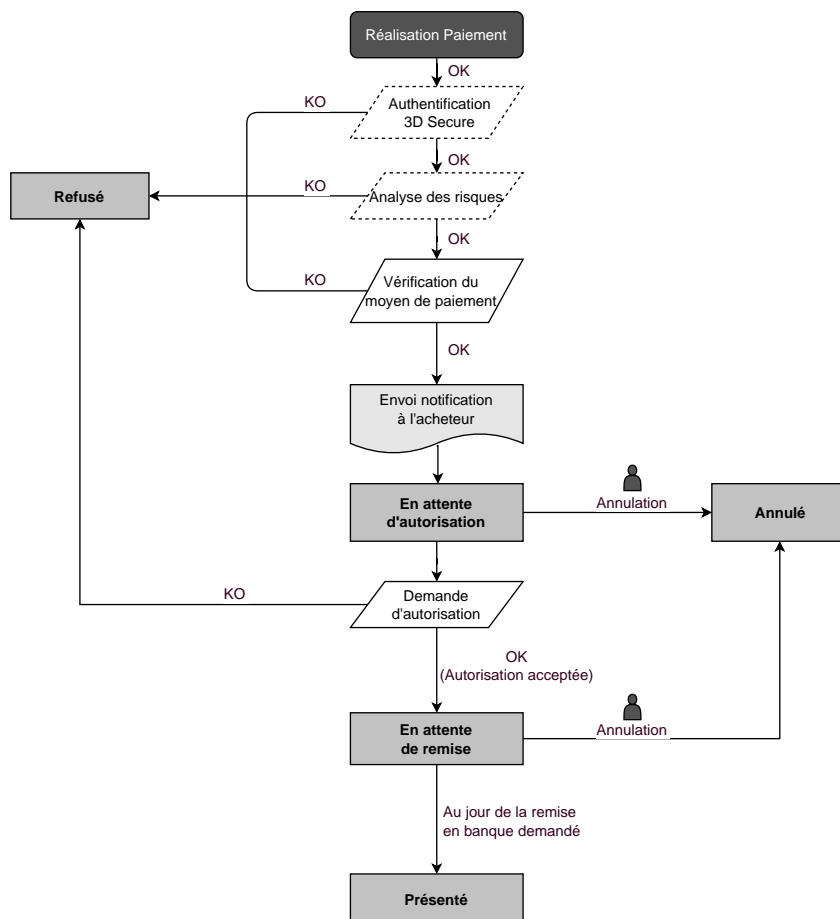 Réalisation Paiement
OK
KO
Authentification
3D Secure
OK
Refusé
KO
Analyse des risques
OK
KO
Vérification du
moyen de paiement
OK
Envoi notification
à l'acheteur
En attente
d'autorisation
Annulation
Annulé
KO
Demande
d'autorisation
OK
(Autorisation acceptée)
En attente
de remise
Annulation
Au jour de la remise
en banque demandé
Présenté